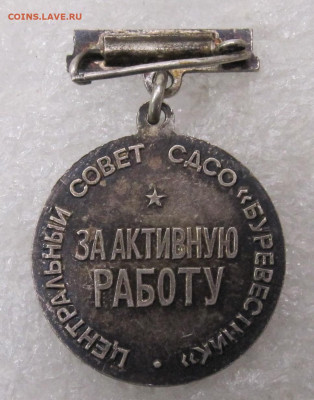 COINS.LAVE.RU
ЦЕНТРАЛЬНЫЙ СОВЕТ СДСО «БУРЕВЕСТНИК»
ЗА АКТИВНУЮ
РАБОТУ